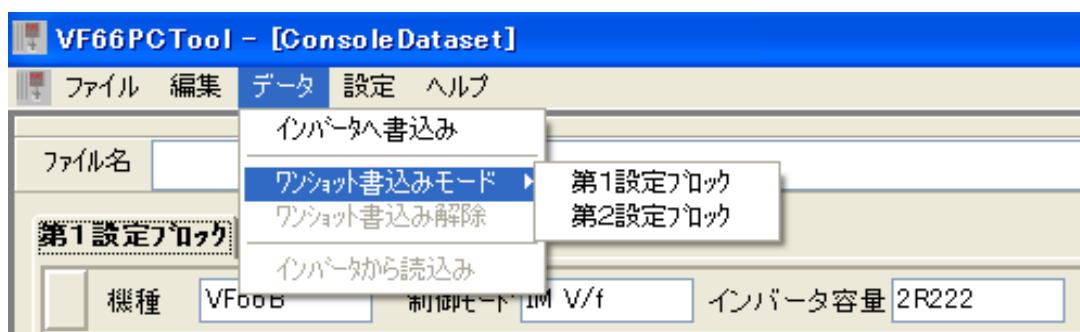 VF66PCTool - [ConsoleDataset]
ファイル 編集 データ 設定 ヘルプ
インバータへ書込み
ファイル名
ワンショット書込みモード
第1設定ブロック
ワンショット書込み解除
第2設定ブロック
第1設定ブロック
インバータから読込み
機種 VF66B 制御モード IM V/f インバータ容量 2R222